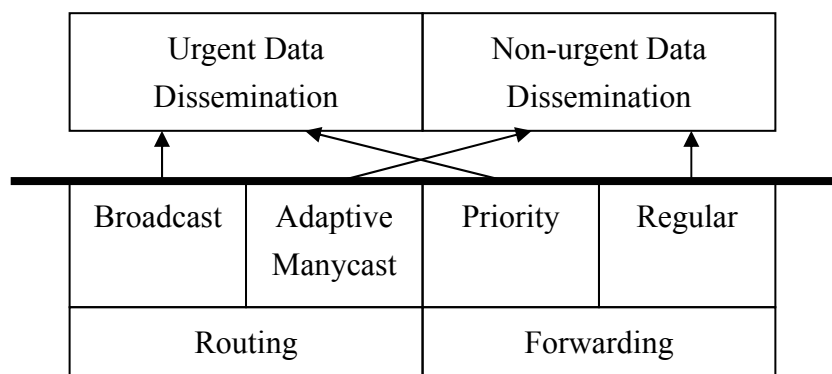 Urgent Data
Dissemination
Non-urgent Data
Dissemination
Broadcast
Adaptive
Manycast
Priority
Regular
Routing
Forwarding